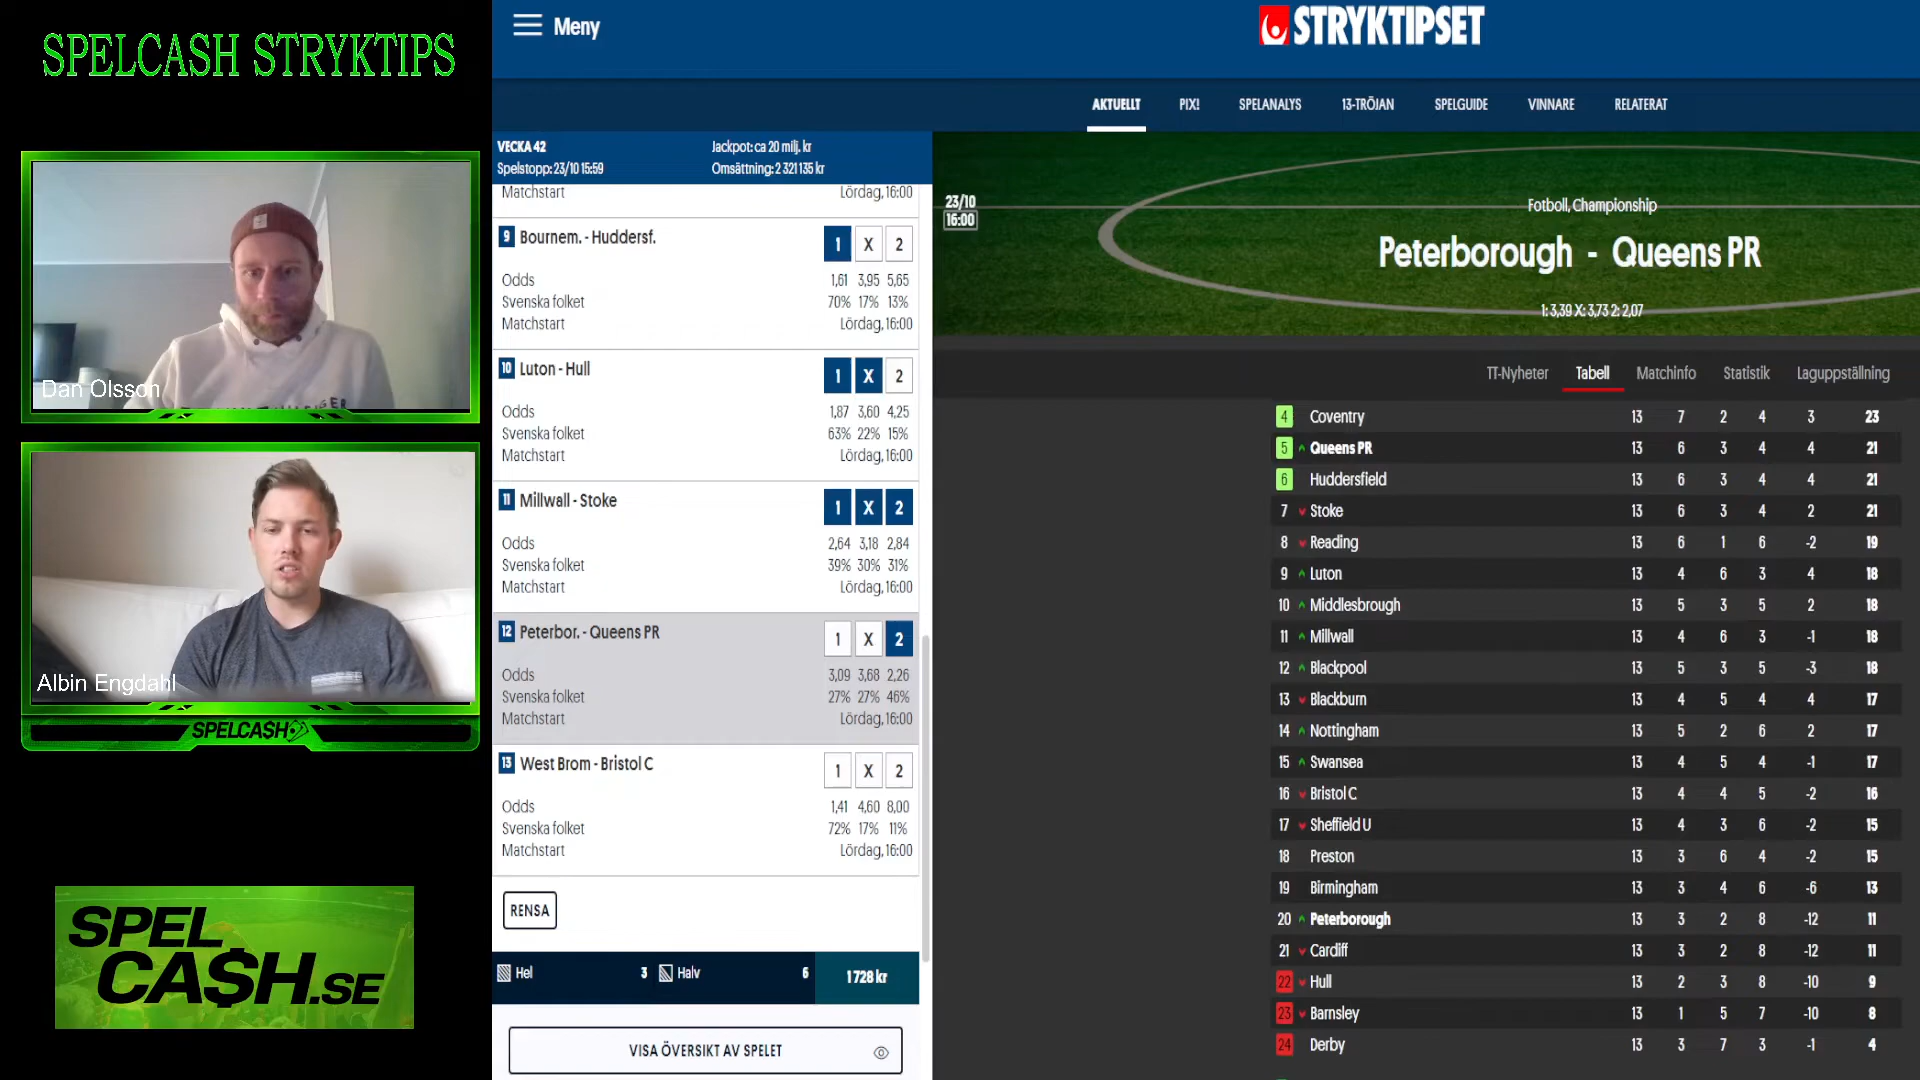 SPELCASH STRYKTIPS
Dan Olsson
Albin Engdahl
SPELCA$H
SPEL
CA$H.SE
Meny
STRYKTIPSET
AKTUELLT PIX! SPELANALYS 13-TRÖJAN SPELGUIDE VINNARE RELATERAT
VECKA 42 Jackpot: ca 20 milj. kr
Spelstopp: 23/10 15:59 Omsättning: 2 321 135 kr
Matchstart Lördag, 16:00
9 Bournem. - Huddersf. 1 X 2
Odds 1,61 3,95 5,65
Svenska folket 70% 17% 13%
Matchstart Lördag, 16:00
10 Luton - Hull 1 X 2
Odds 1,87 3,60 4,25
Svenska folket 63% 22% 15%
Matchstart Lördag, 16:00
11 Millwall - Stoke 1 X 2
Odds 2,64 3,18 2,84
Svenska folket 39% 30% 31%
Matchstart Lördag, 16:00
12 Peterbor. - Queens PR 1 X 2
Odds 3,09 3,68 2,26
Svenska folket 27% 27% 46%
Matchstart Lördag, 16:00
13 West Brom - Bristol C 1 X 2
Odds 1,41 4,60 8,00
Svenska folket 72% 17% 11%
Matchstart Lördag, 16:00
RENSA
Hel 3 Halv 6 1 728 kr
VISA ÖVERSIKT AV SPELET
23/10
16:00
Fotboll, Championship
Peterborough - Queens PR
1: 3,39 X: 3,73 2: 2,07
TT-Nyheter Tabell Matchinfo Statistik Laguppställning
4 Coventry 13 7 2 4 3 23
5 Queens PR 13 6 3 4 4 21
6 Huddersfield 13 6 3 4 4 21
7 Stoke 13 6 3 4 2 21
8 Reading 13 6 1 6 -2 19
9 Luton 13 4 6 3 4 18
10 Middlesbrough 13 5 3 5 2 18
11 Millwall 13 4 6 3 -1 18
12 Blackpool 13 5 3 5 -3 18
13 Blackburn 13 4 5 4 4 17
14 Nottingham 13 5 2 6 2 17
15 Swansea 13 4 5 4 -1 17
16 Bristol C 13 4 4 5 -2 16
17 Sheffield U 13 4 3 6 -2 15
18 Preston 13 3 6 4 -2 15
19 Birmingham 13 3 4 6 -6 13
20 Peterborough 13 3 2 8 -12 11
21 Cardiff 13 3 2 8 -12 11
22 Hull 13 2 3 8 -10 9
23 Barnsley 13 1 5 7 -10 8
24 Derby 13 3 7 3 -1 4